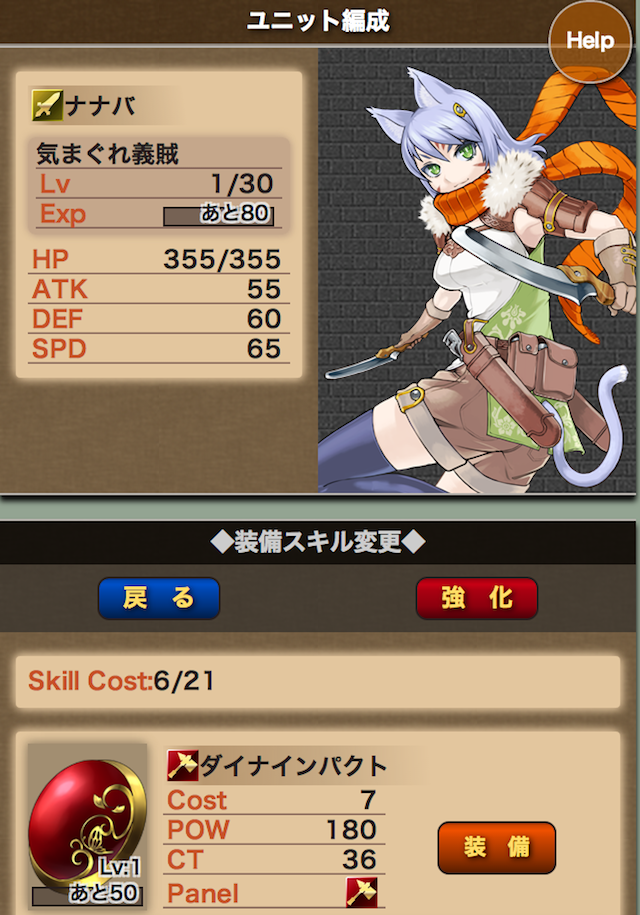 ユニット編成
Help
ナナバ
気まぐれ義賊
Lv 1/30
Exp あと80
HP 355/355
ATK 55
DEF 60
SPD 65
◆装備スキル変更◆
戻 る
強 化
Skill Cost:6/21
ダイナインパクト
Cost 7
POW 180
CT 36
Panel
Lv:1
あと50
装 備